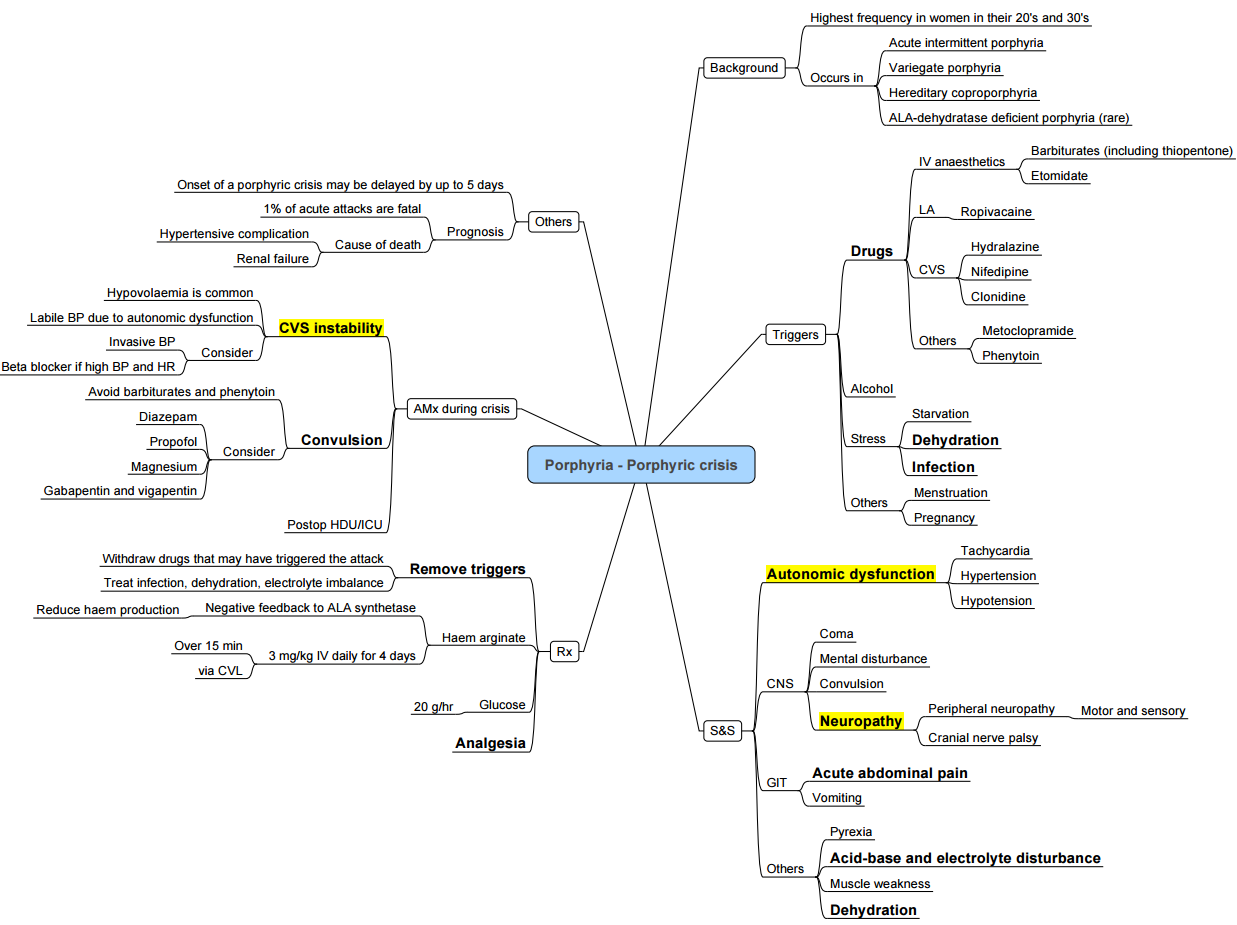 Porphyria - Porphyric crisis
Background
Highest frequency in women in their 20's and 30's
Occurs in
Acute intermittent porphyria
Variegate porphyria
Hereditary coproporphyria
ALA-dehydratase deficient porphyria (rare)
Triggers
Drugs
IV anaesthetics
Barbiturates (including thiopentone)
Etomidate
LA
Ropivacaine
CVS
Hydralazine
Nifedipine
Clonidine
Others
Metoclopramide
Phenytoin
Alcohol
Stress
Starvation
Dehydration
Infection
Others
Menstruation
Pregnancy
S&S
Autonomic dysfunction
Tachycardia
Hypertension
Hypotension
CNS
Coma
Mental disturbance
Convulsion
Neuropathy
Peripheral neuropathy
Motor and sensory
Cranial nerve palsy
GIT
Acute abdominal pain
Vomiting
Others
Pyrexia
Acid-base and electrolyte disturbance
Muscle weakness
Dehydration
Others
Onset of a porphyric crisis may be delayed by up to 5 days
Prognosis
1% of acute attacks are fatal
Cause of death
Hypertensive complication
Renal failure
AMx during crisis
CVS instability
Hypovolaemia is common
Labile BP due to autonomic dysfunction
Consider
Invasive BP
Beta blocker if high BP and HR
Convulsion
Avoid barbiturates and phenytoin
Consider
Diazepam
Propofol
Magnesium
Gabapentin and vigapentin
Postop HDU/ICU
Rx
Remove triggers
Withdraw drugs that may have triggered the attack
Treat infection, dehydration, electrolyte imbalance
Haem arginate
Negative feedback to ALA synthetase
Reduce haem production
3 mg/kg IV daily for 4 days
Over 15 min
via CVL
Glucose
20 g/hr
Analgesia